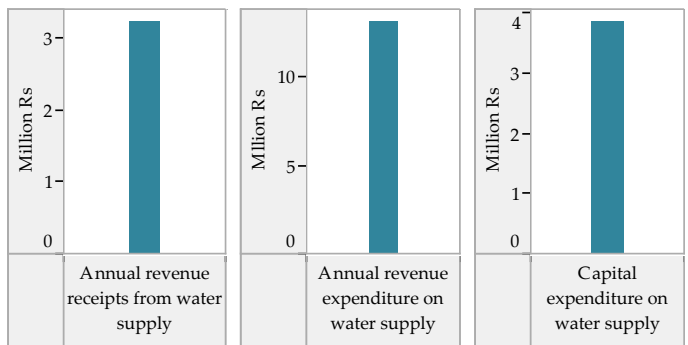 3
2
1
0
Million Rs
Annual revenue
receipts from water
supply
10
5
0
Mllion Rs
Annual revenue
expenditure on
water supply
4
3
2
1
0
Million Rs
Capital
expenditure on
water supply